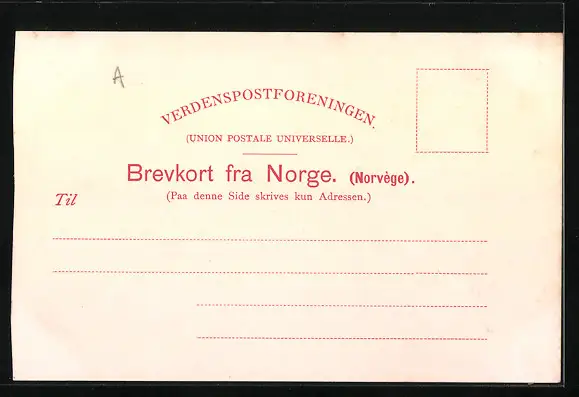 A
VERDENSPOSTFORENINGEN.
(UNION POSTALE UNIVERSELLE.)
Brevkort fra Norge. (Norvège).
Til
(Paa denne Side skrives kun Adressen.)